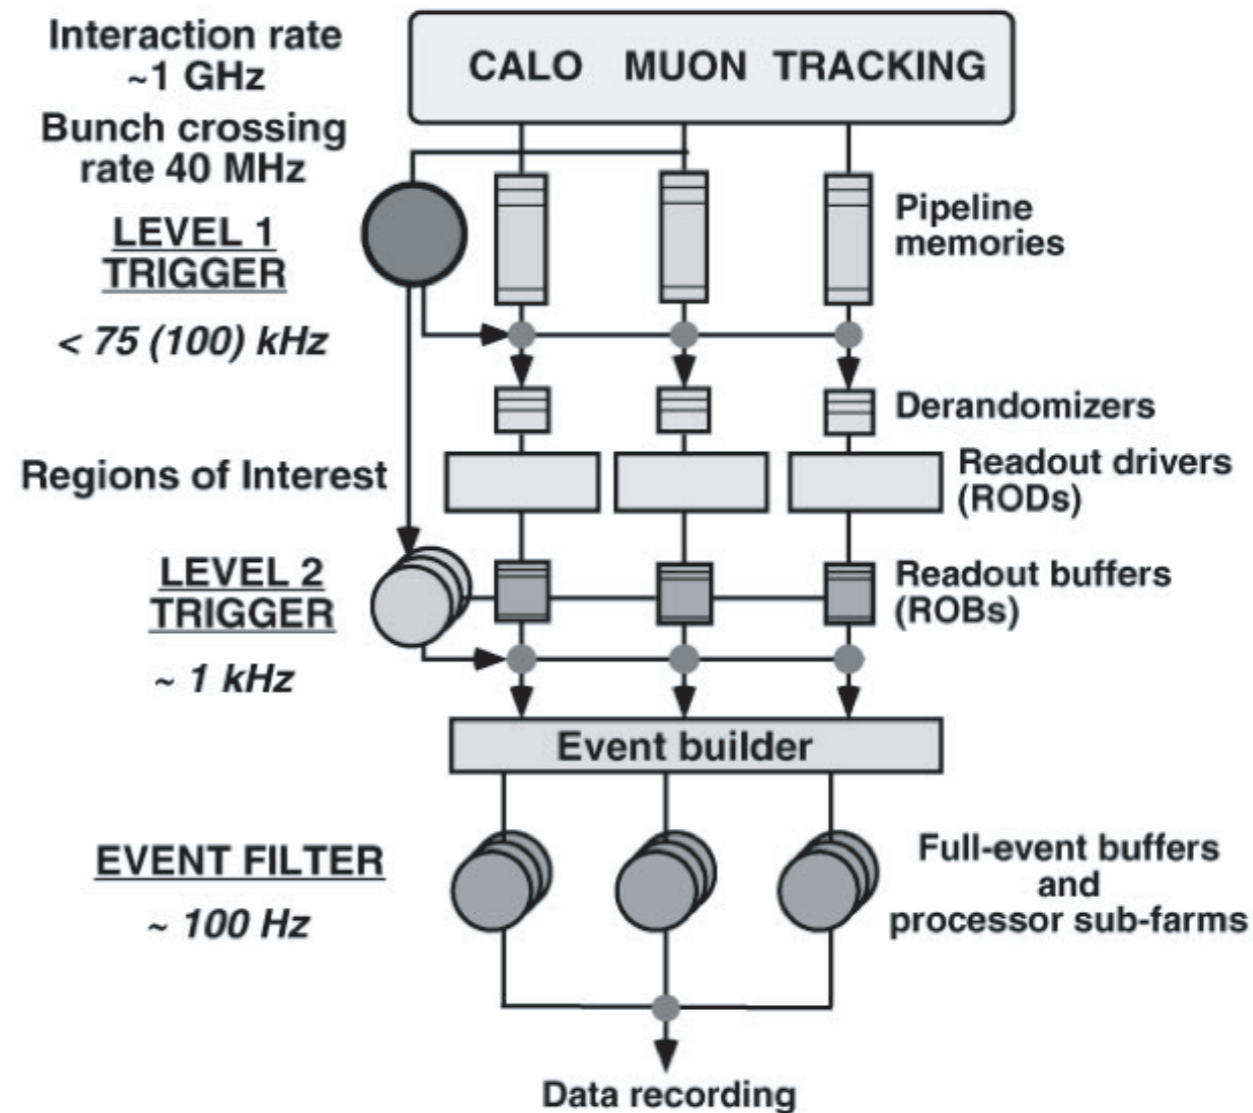 Interaction rate
~1 GHz
CALO MUON TRACKING
Bunch crossing
rate 40 MHz
LEVEL 1
TRIGGER
< 75 (100) kHz
Pipeline
memories
Derandomizers
Regions of Interest
Readout drivers
(RODs)
LEVEL 2
TRIGGER
~ 1 kHz
Readout buffers
(ROBs)
Event builder
EVENT FILTER
~ 100 Hz
Full-event buffers
and
processor sub-farms
Data recording